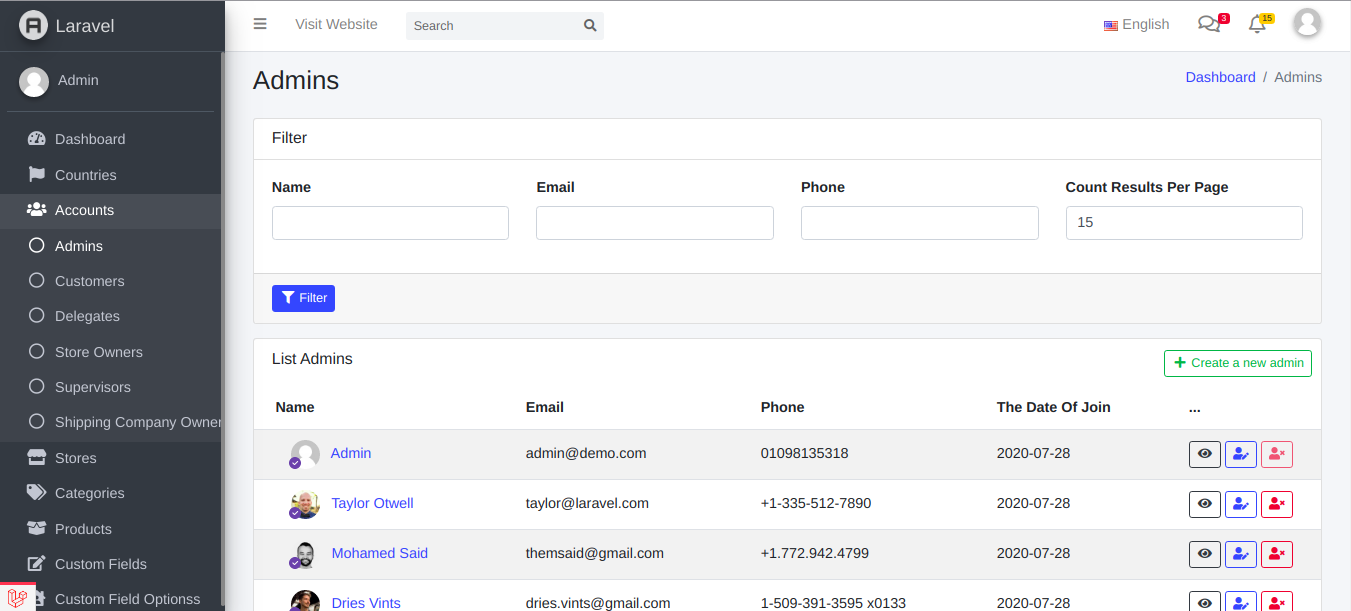 Laravel
Visit Website
Search
English
3
15
Admin
Admins
Dashboard / Admins
Dashboard
Countries
Accounts
Admins
Customers
Delegates
Store Owners
Supervisors
Shipping Company Owner
Stores
Categories
Products
Custom Fields
Custom Field Optionss
Filter
Name Email Phone Count Results Per Page
15
Filter
List Admins
Create a new admin
Name Email Phone The Date Of Join ...
Admin admin@demo.com 01098135318 2020-07-28
Taylor Otwell taylor@laravel.com +1-335-512-7890 2020-07-28
Mohamed Said themsaid@gmail.com +1.772.942.4799 2020-07-28
Dries Vints dries.vints@gmail.com 1-509-391-3595 x0133 2020-07-28